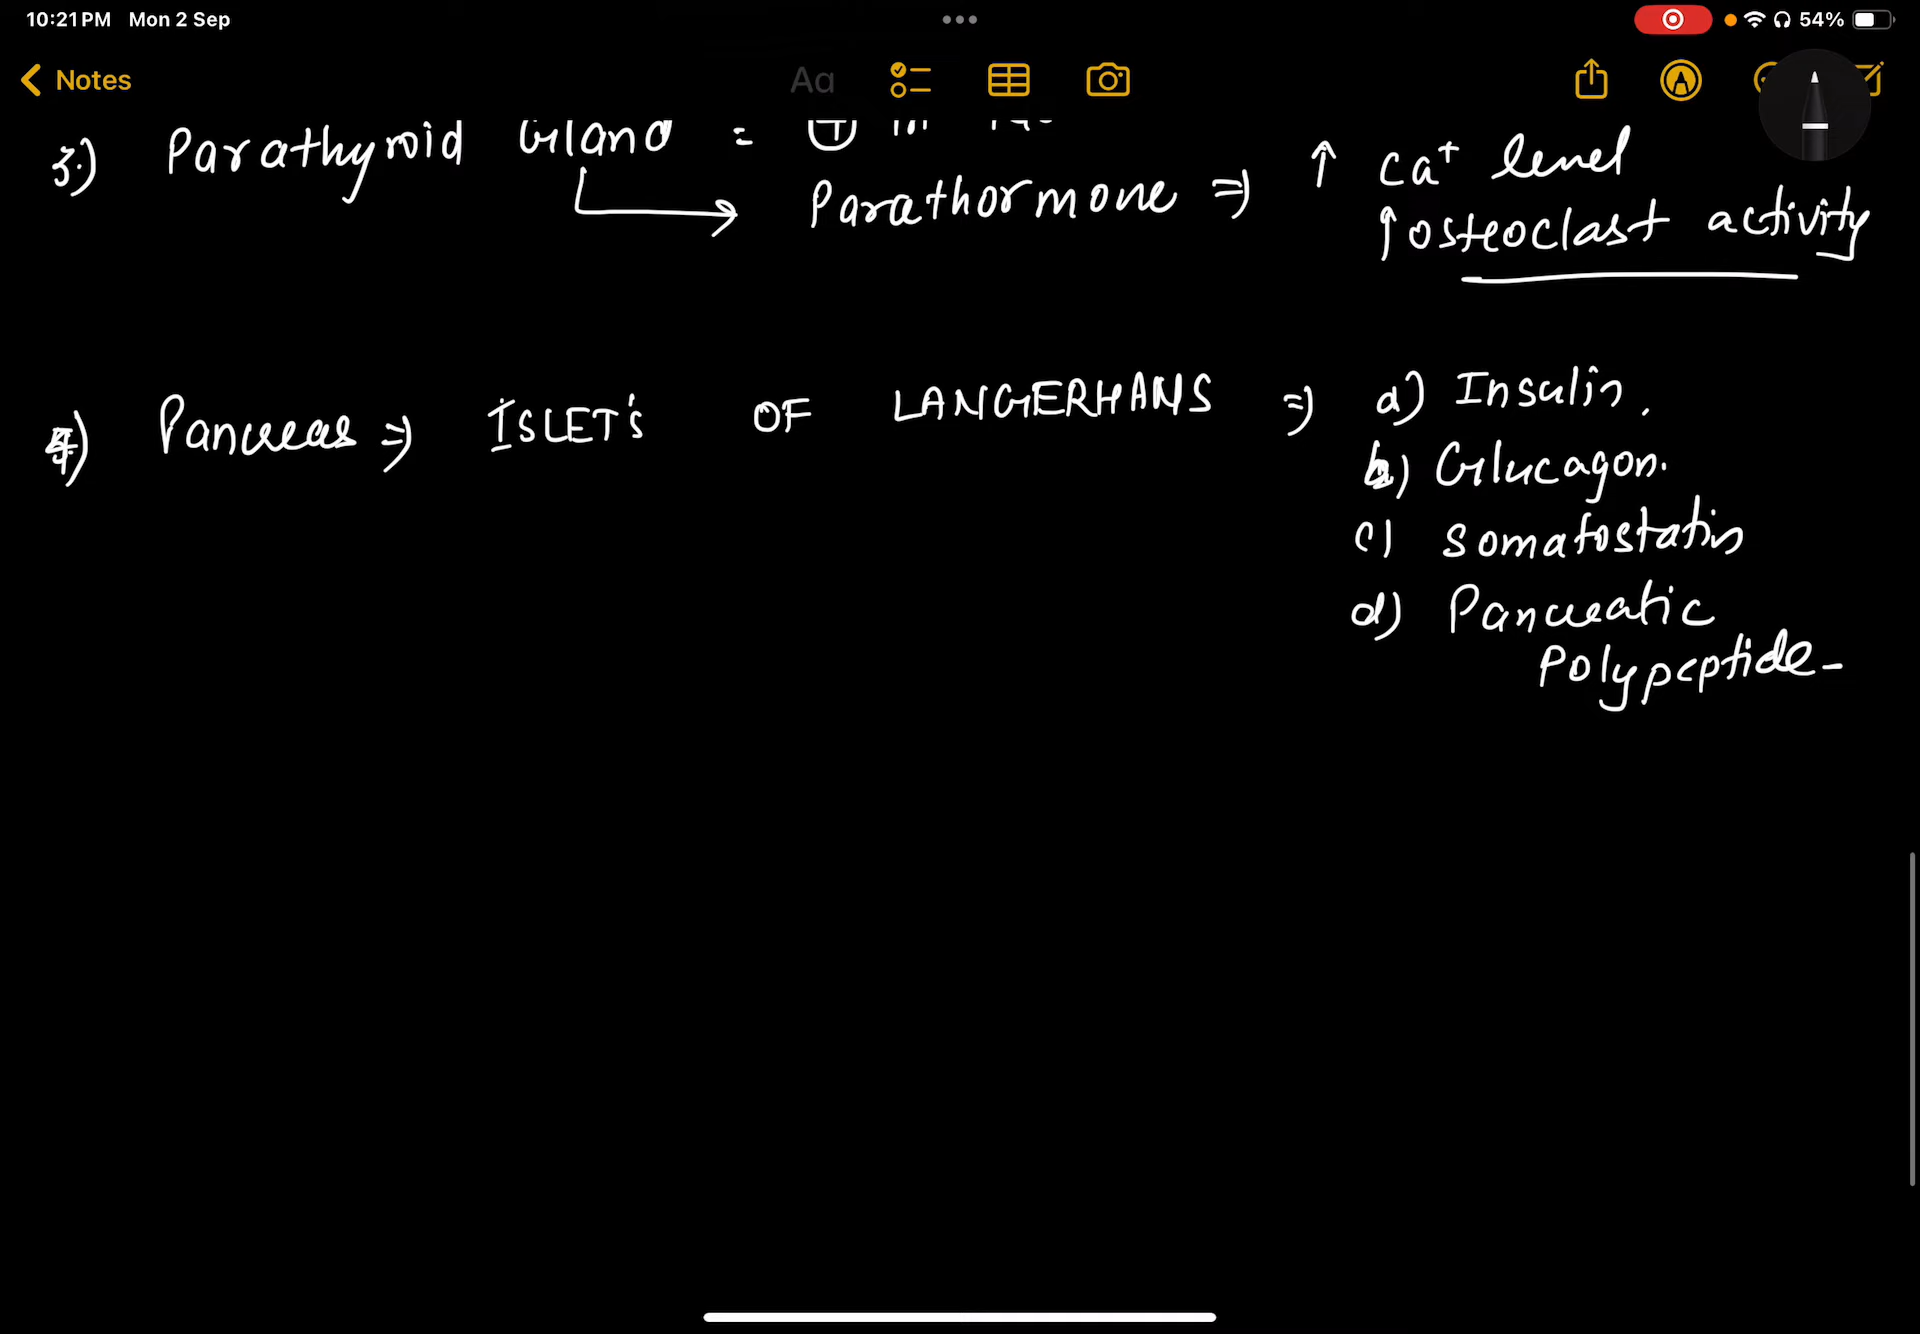 10:21 PM Mon 2 Sep
54%
Notes
Aa
3.) Parathyroid Gland = ⊕ in
Parathormone ⇒ ↑ Ca⁺ level
↑ osteoclast activity
4) Pancreas ⇒ ISLET's OF LANGERHANS ⇒ a) Insulin.
b) Glucagon.
c) Somatostatin
d) Pancreatic
Polypeptide-